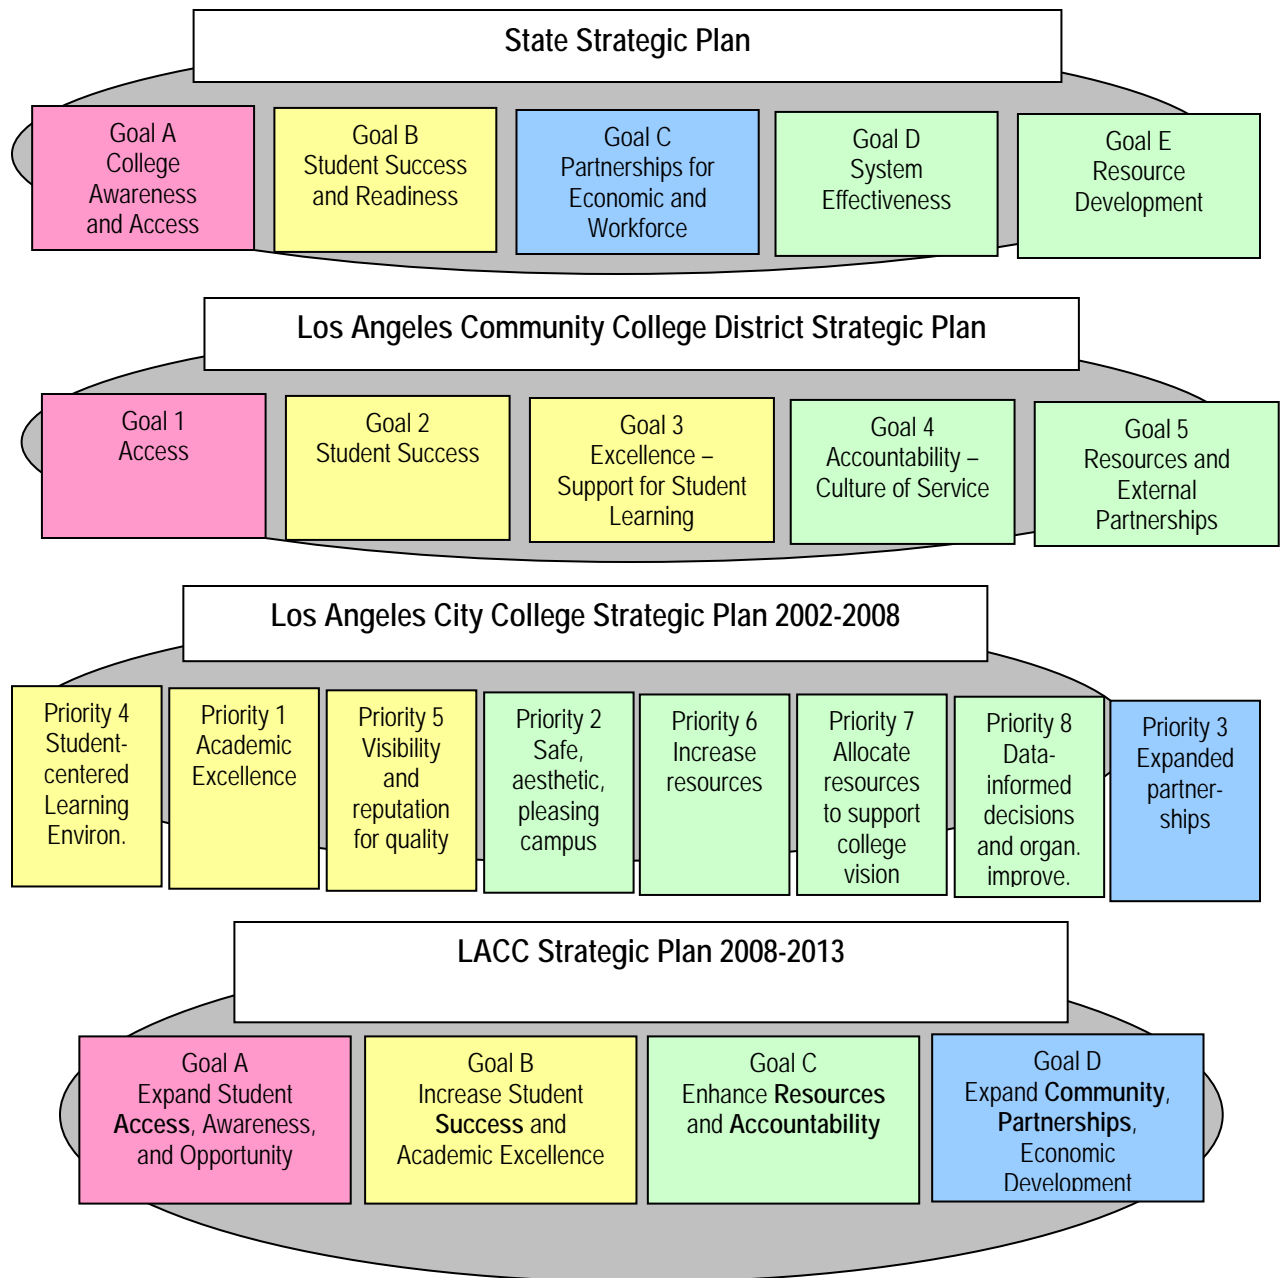 State Strategic Plan
Goal A
College
Awareness
and Access
Goal B
Student Success
and Readiness
Goal C
Partnerships for
Economic and
Workforce
Goal D
System
Effectiveness
Goal E
Resource
Development
Los Angeles Community College District Strategic Plan
Goal 1
Access
Goal 2
Student Success
Goal 3
Excellence –
Support for Student
Learning
Goal 4
Accountability –
Culture of Service
Goal 5
Resources and
External
Partnerships
Los Angeles City College Strategic Plan 2002-2008
Priority 4
Student-
centered
Learning
Environ.
Priority 1
Academic
Excellence
Priority 5
Visibility
and
reputation
for quality
Priority 2
Safe,
aesthetic,
pleasing
campus
Priority 6
Increase
resources
Priority 7
Allocate
resources
to support
college
vision
Priority 8
Data-
informed
decisions
and organ.
improve.
Priority 3
Expanded
partner-
ships
LACC Strategic Plan 2008-2013
Goal A
Expand Student
Access, Awareness,
and Opportunity
Goal B
Increase Student
Success and
Academic Excellence
Goal C
Enhance Resources
and Accountability
Goal D
Expand Community,
Partnerships,
Economic
Development